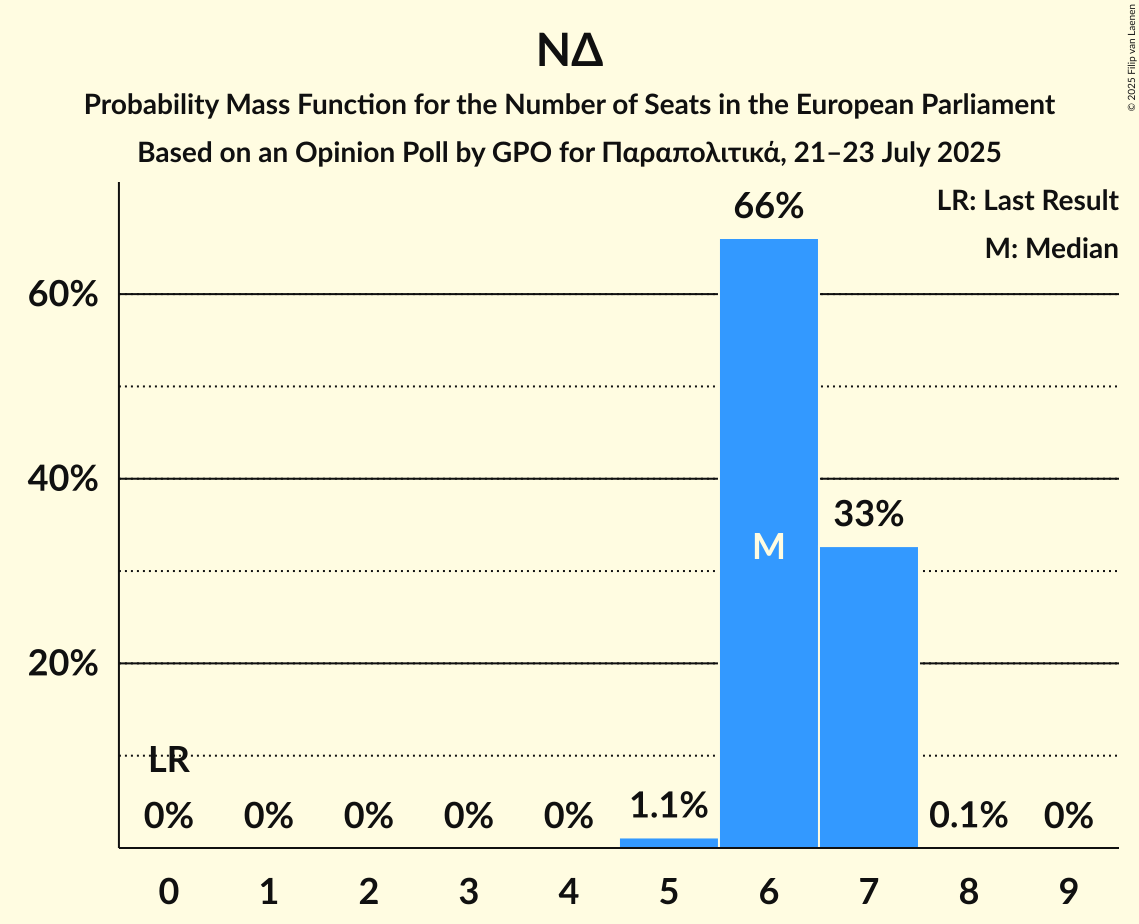 ΝΔ
Probability Mass Function for the Number of Seats in the European Parliament
Based on an Opinion Poll by GPO for Παραπολιτικά, 21–23 July 2025
© 2025 Filip van Laenen
LR: Last Result
M: Median
60%
40%
20%
66%
33%
M
LR
0%
0%
0%
0%
0%
1.1%
0.1%
0%
0
1
2
3
4
5
6
7
8
9